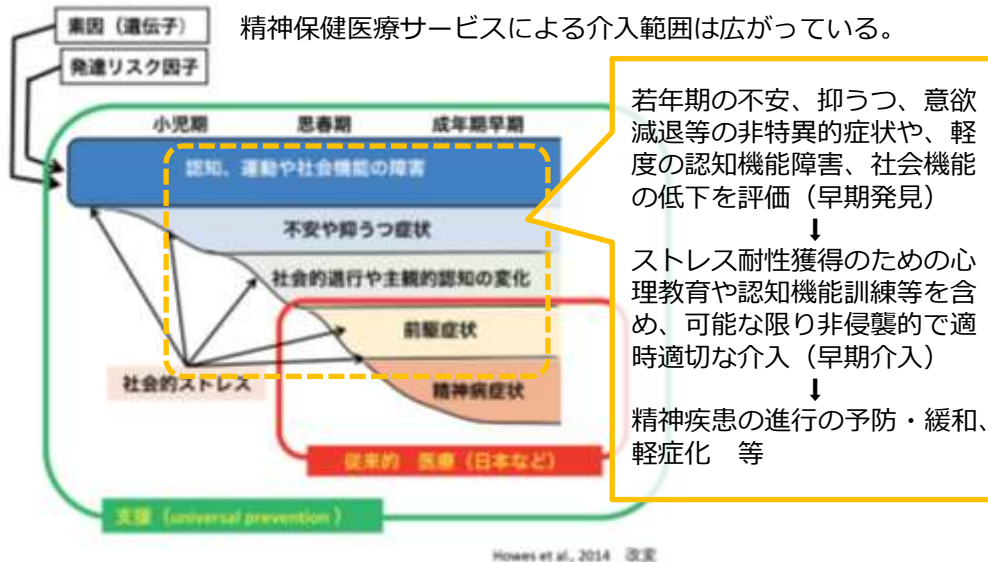 素因（遺伝子）
精神保健医療サービスによる介入範囲は広がっている。
発達リスク因子
小児期
思春期
成年期早期
認知、運動や社会機能の障害
不安や抑うつ症状
社会的退行や主観的認知の変化
前駆症状
社会的ストレス
精神病症状
従来的　医療（日本など）
支援（universal prevention ）
若年期の不安、抑うつ、意欲
減退等の非特異的症状や、軽
度の認知機能障害、社会機能
の低下を評価（早期発見）
⬇
ストレス耐性獲得のための心
理教育や認知機能訓練等を含
め、可能な限り非侵襲的で適
時適切な介入（早期介入）
⬇
精神疾患の進行の予防・緩和、
軽症化　等
Howes et al., 2014　改変